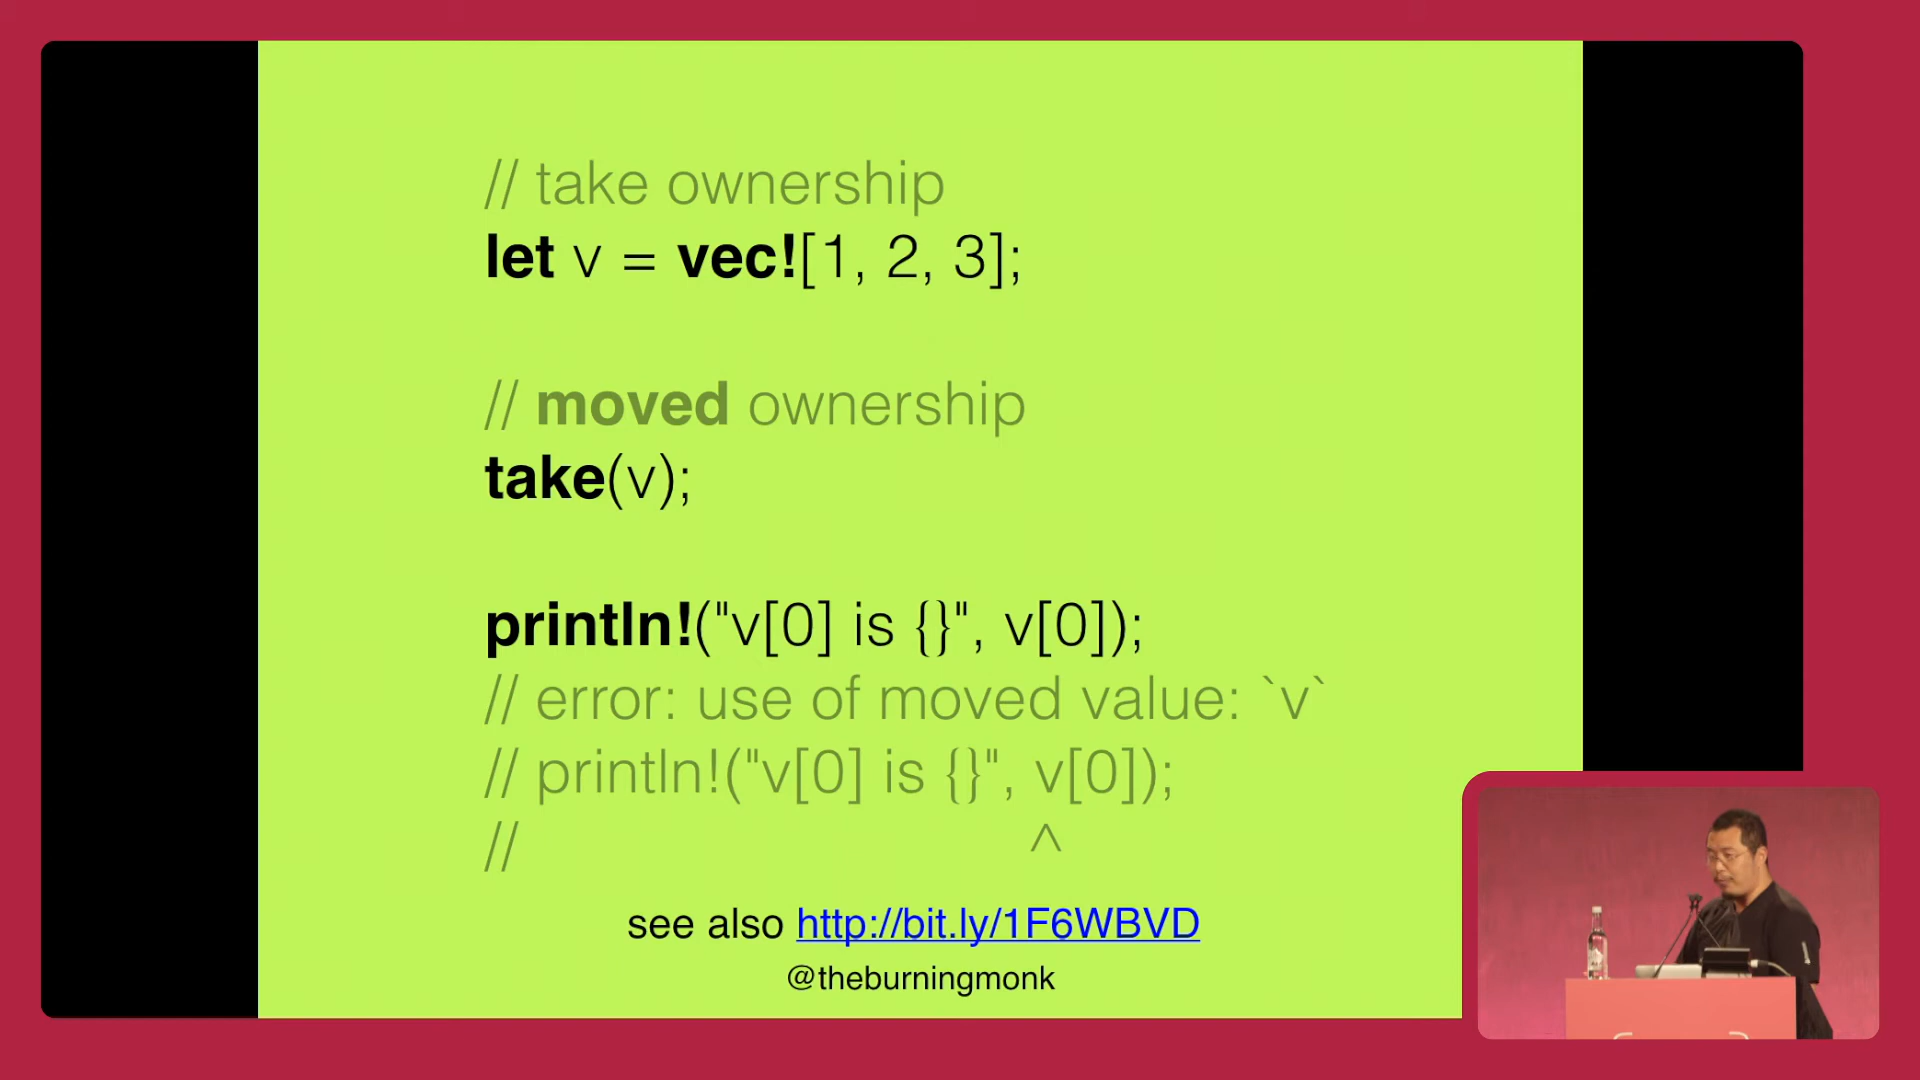 // take ownership
let v = vec![1, 2, 3];
// moved ownership
take(v);
println!("v[0] is {}", v[0]);
// error: use of moved value: `v`
// println!("v[0] is {}", v[0]);
// ^
see also http://bit.ly/1F6WBVD
@theburningmonk